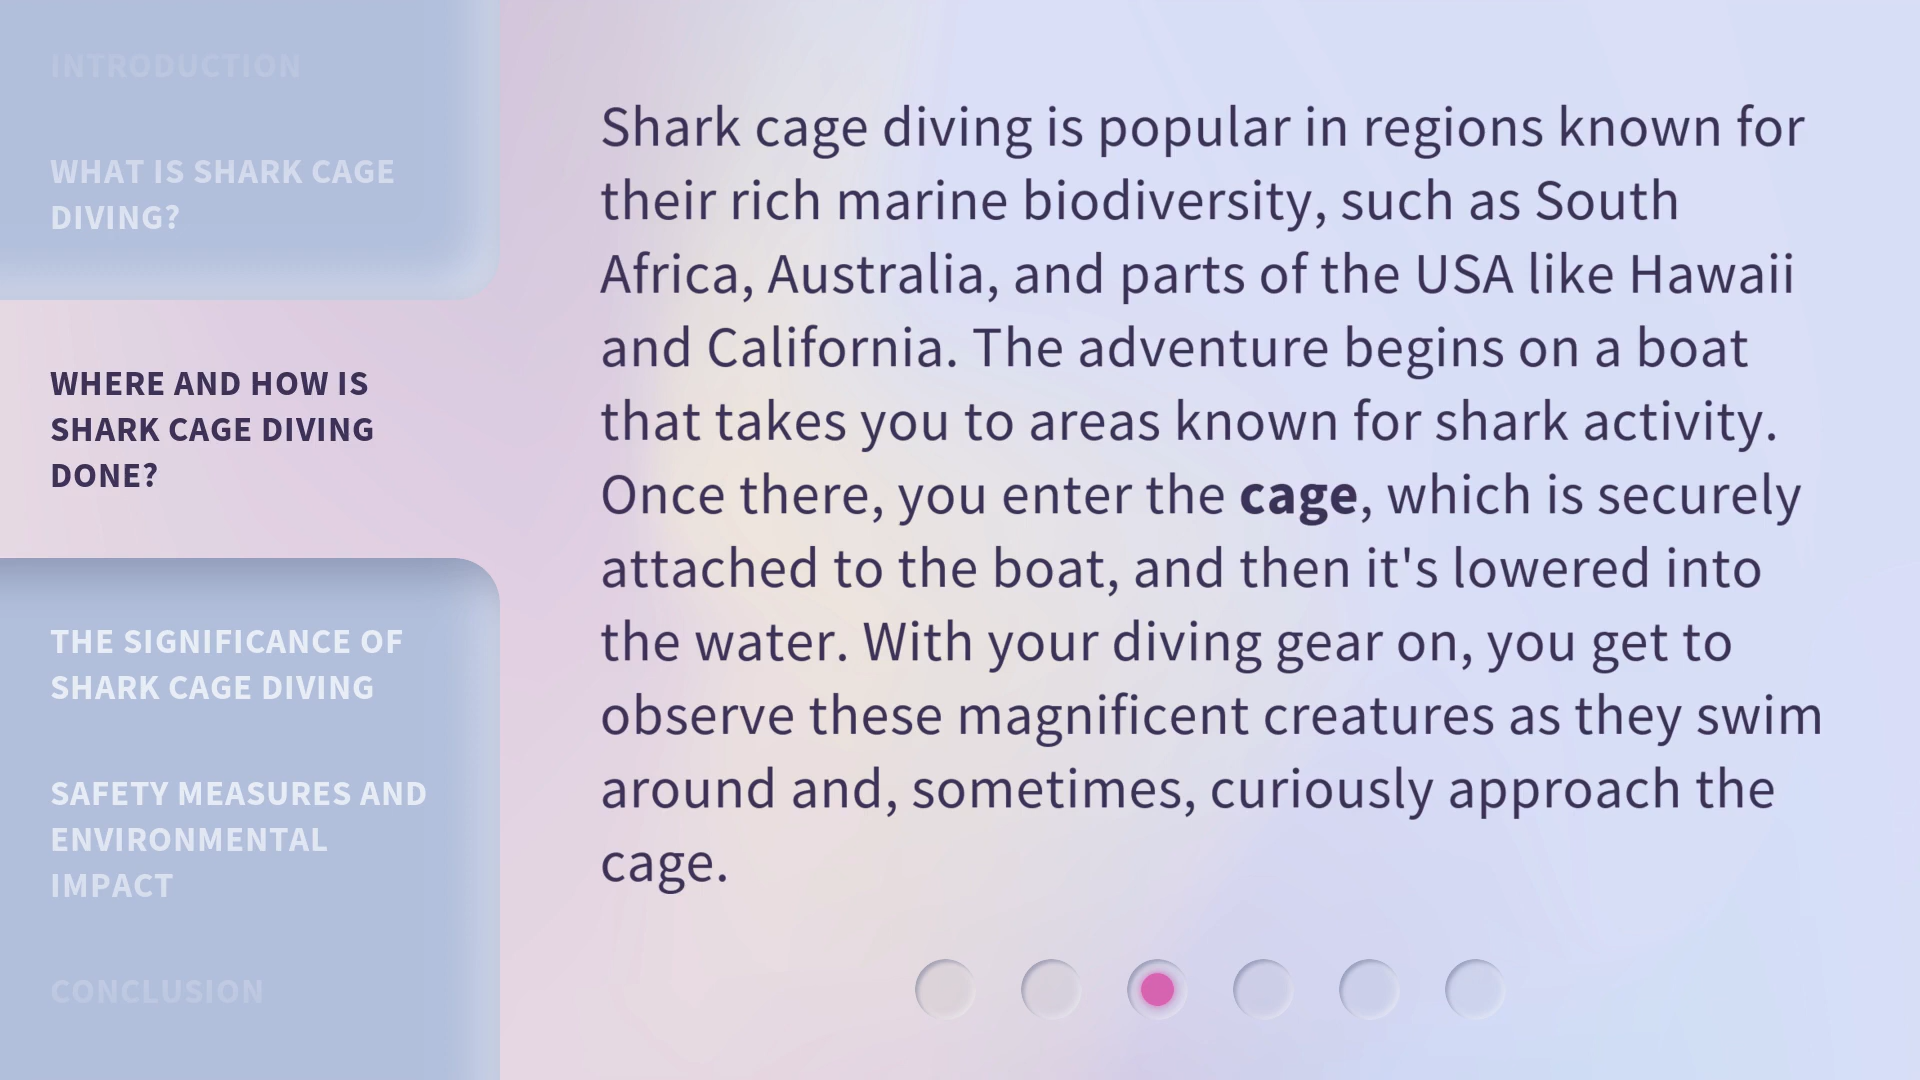 INTRODUCTION
WHAT IS SHARK CAGE
DIVING?
WHERE AND HOW IS
SHARK CAGE DIVING
DONE?
THE SIGNIFICANCE OF
SHARK CAGE DIVING
SAFETY MEASURES AND
ENVIRONMENTAL
IMPACT
CONCLUSION
Shark cage diving is popular in regions known for
their rich marine biodiversity, such as South
Africa, Australia, and parts of the USA like Hawaii
and California. The adventure begins on a boat
that takes you to areas known for shark activity.
Once there, you enter the cage, which is securely
attached to the boat, and then it's lowered into
the water. With your diving gear on, you get to
observe these magnificent creatures as they swim
around and, sometimes, curiously approach the
cage.